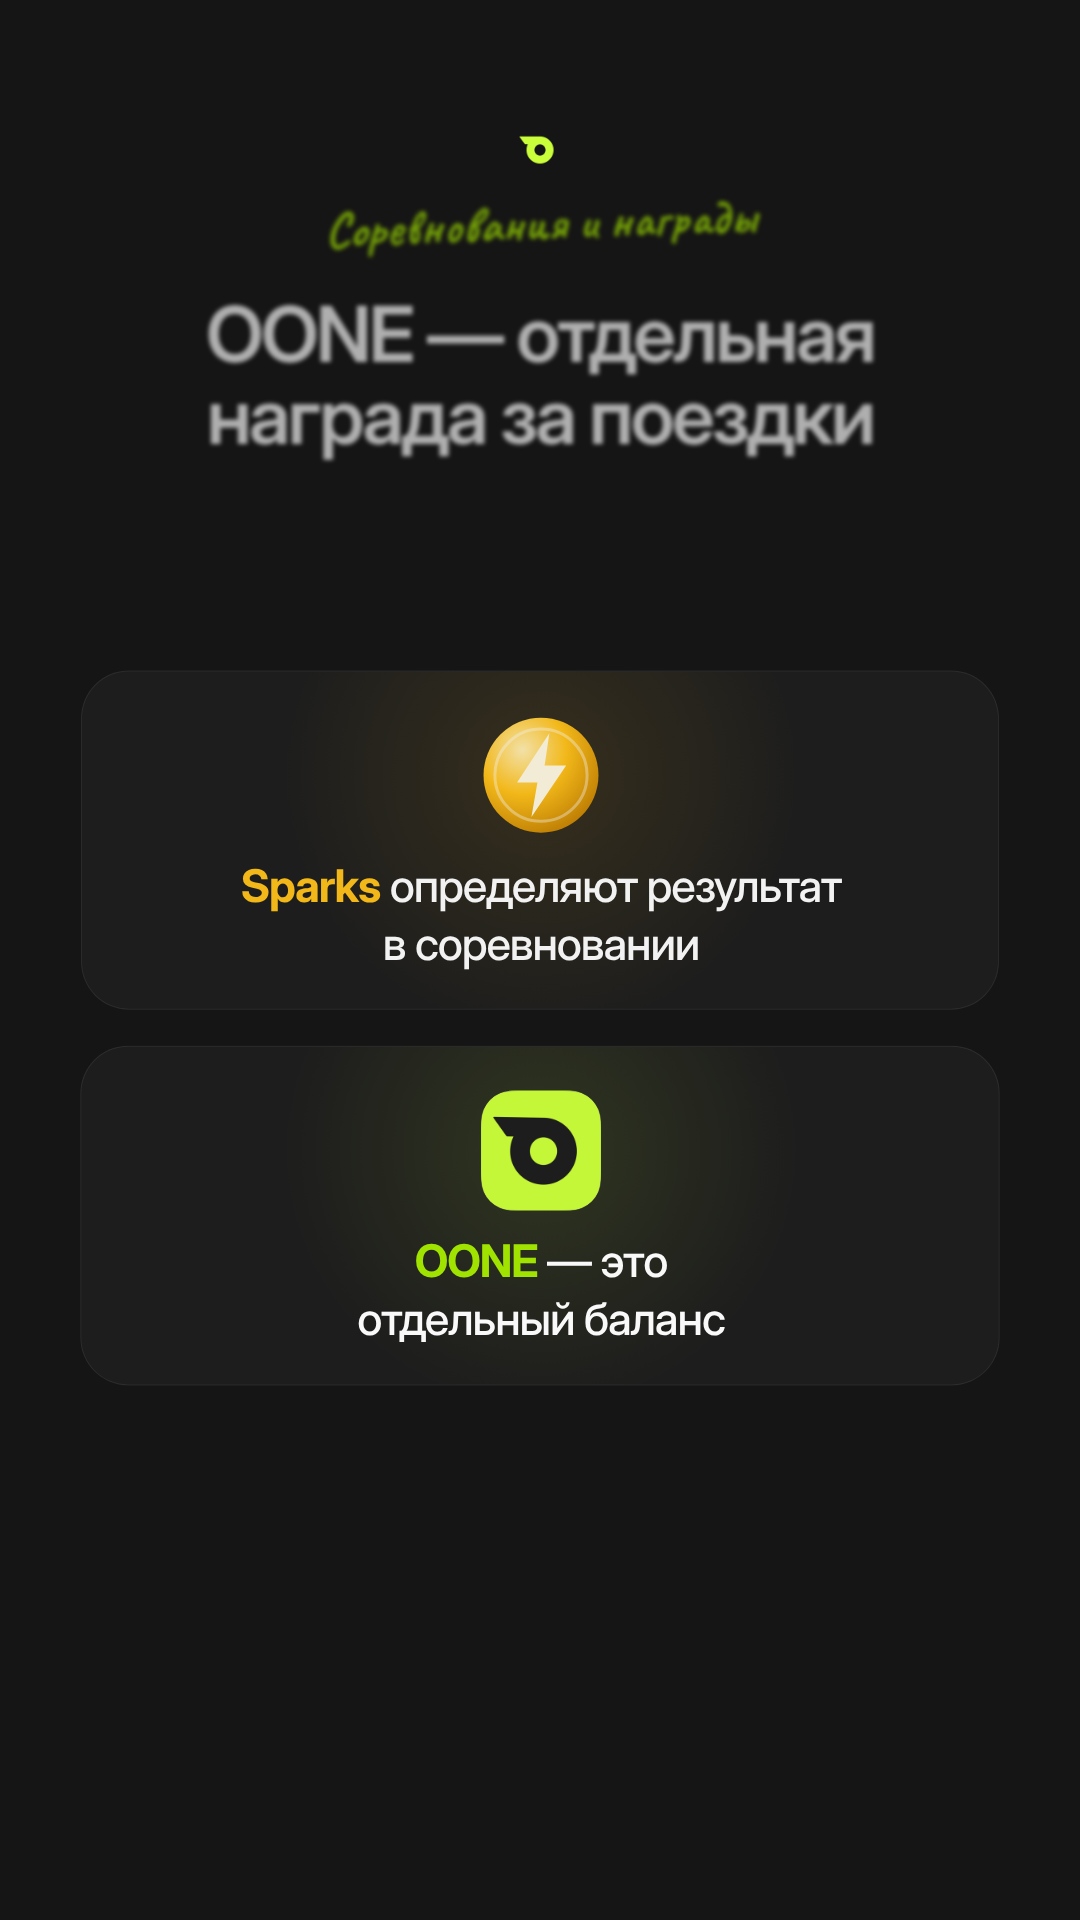 Соревнования и награды
OONE — отдельная
награда за поездки
Sparks определяют результат
в соревновании
OONE — это
отдельный баланс